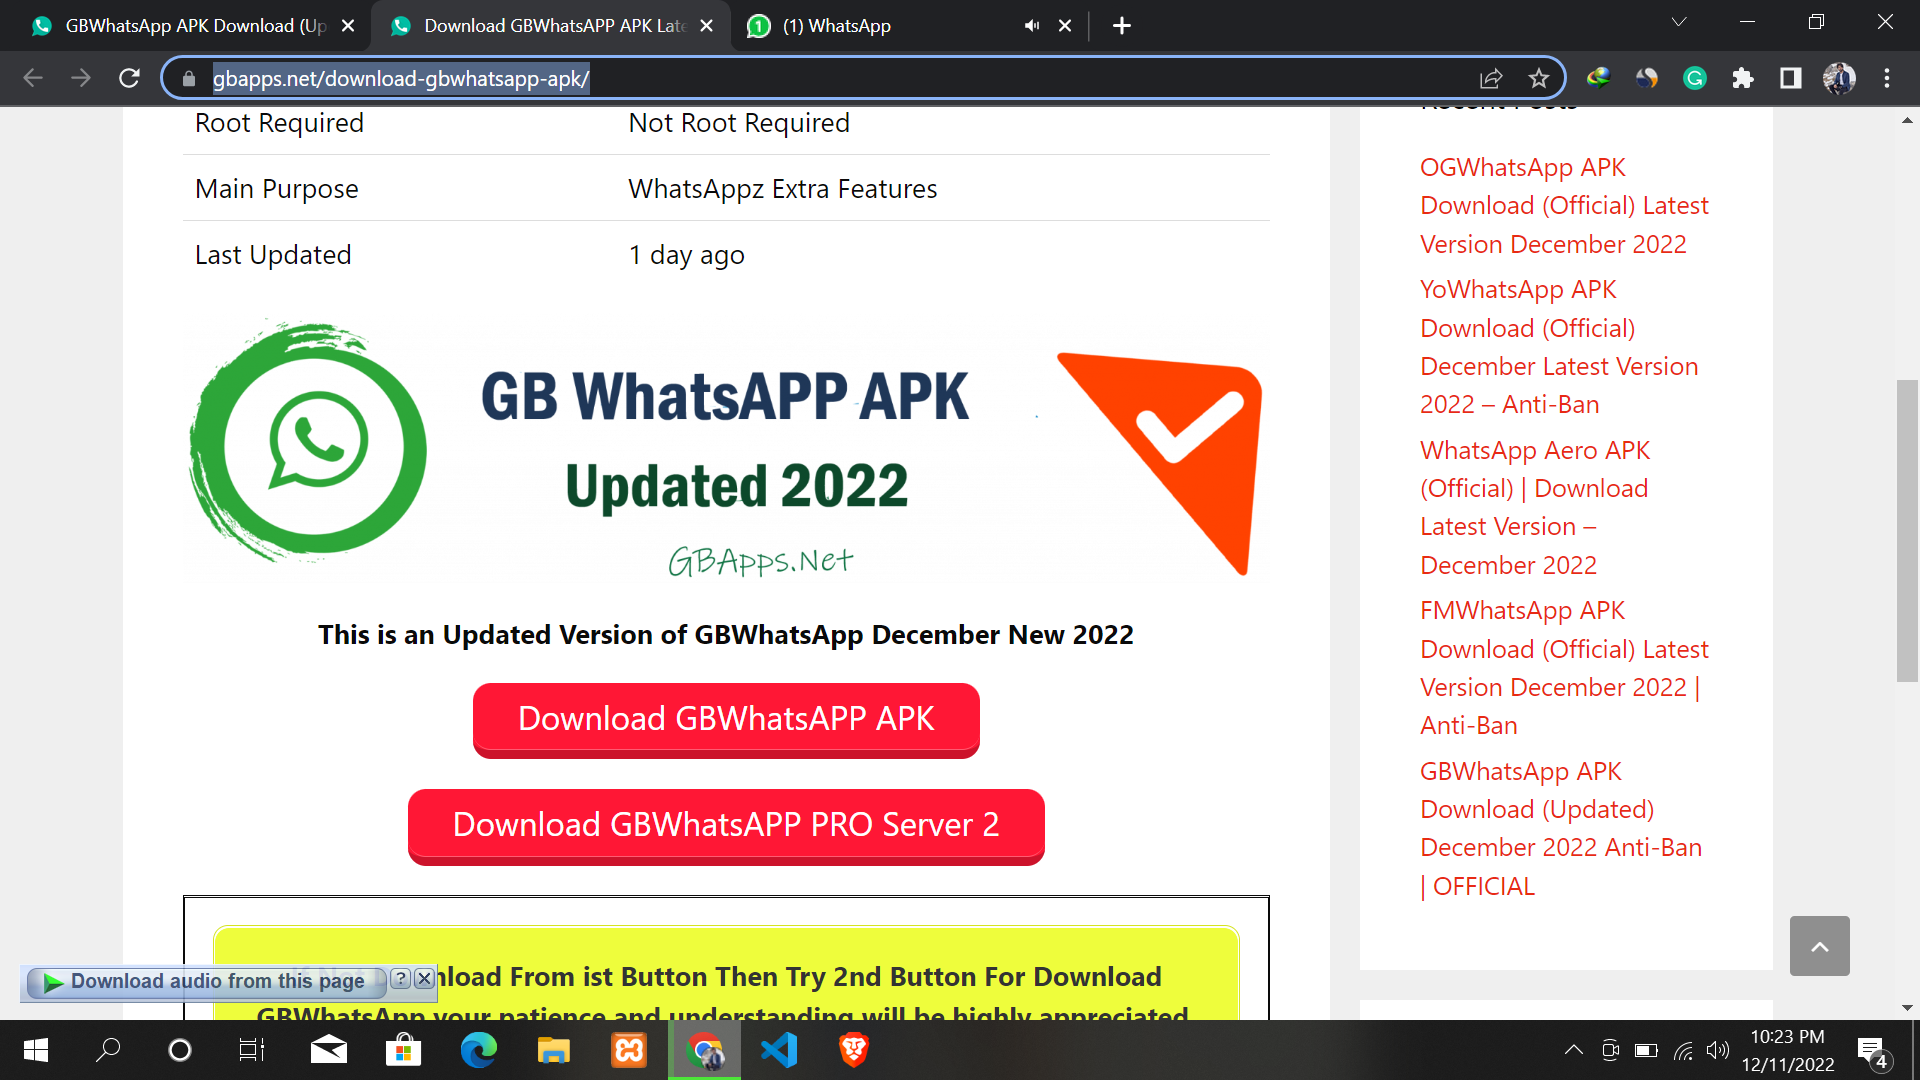 GBWhatsApp APK Download (Up
Download GBWhatsAPP APK Late
(1) WhatsApp
gbapps.net/download-gbwhatsapp-apk/
Root Required Not Root Required
Main Purpose WhatsAppz Extra Features
Last Updated 1 day ago
GB WhatsAPP APK
Updated 2022
GBApps.Net
This is an Updated Version of GBWhatsApp December New 2022
Download GBWhatsAPP APK
Download GBWhatsAPP PRO Server 2
nload From ist Button Then Try 2nd Button For Download
GBWhatsApp your patience and understanding will be highly appreciated
Download audio from this page ?
Recent Posts
OGWhatsApp APK
Download (Official) Latest
Version December 2022
YoWhatsApp APK
Download (Official)
December Latest Version
2022 – Anti-Ban
WhatsApp Aero APK
(Official) | Download
Latest Version –
December 2022
FMWhatsApp APK
Download (Official) Latest
Version December 2022 |
Anti-Ban
GBWhatsApp APK
Download (Updated)
December 2022 Anti-Ban
| OFFICIAL
10:23 PM
12/11/2022
4